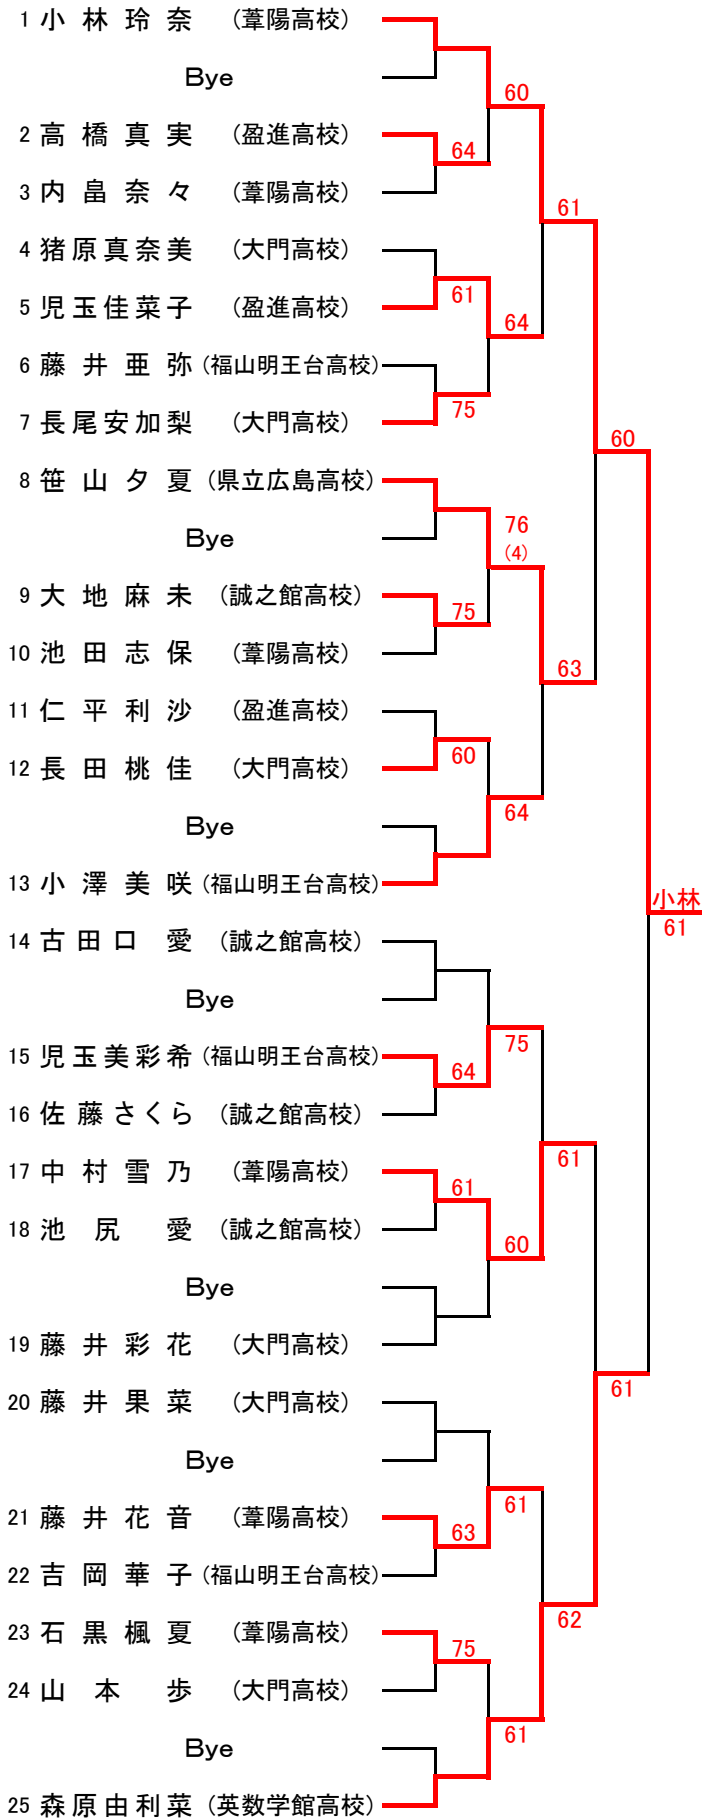 1 小林玲奈 (葦陽高校)
Bye
60
2 高橋真実 (盈進高校)
64
3 内畠奈々 (葦陽高校)
61
4 猪原真奈美 (大門高校)
61
5 児玉佳菜子 (盈進高校)
64
6 藤井亜弥 (福山明王台高校)
75
7 長尾安加梨 (大門高校)
60
8 笹山夕夏 (県立広島高校)
76
Bye
(4)
9 大地麻未 (誠之館高校)
75
10 池田志保 (葦陽高校)
63
11 仁平利沙 (盈進高校)
60
12 長田桃佳 (大門高校)
64
Bye
13 小澤美咲 (福山明王台高校)
小林
61
14 古田口愛 (誠之館高校)
Bye
75
15 児玉美彩希 (福山明王台高校)
64
16 佐藤さくら (誠之館高校)
61
17 中村雪乃 (葦陽高校)
61
18 池尻愛 (誠之館高校)
60
Bye
19 藤井彩花 (大門高校)
61
20 藤井果菜 (大門高校)
Bye
61
21 藤井花音 (葦陽高校)
63
22 吉岡華子 (福山明王台高校)
62
23 石黒楓夏 (葦陽高校)
75
24 山本歩 (大門高校)
61
Bye
25 森原由利菜 (英数学館高校)